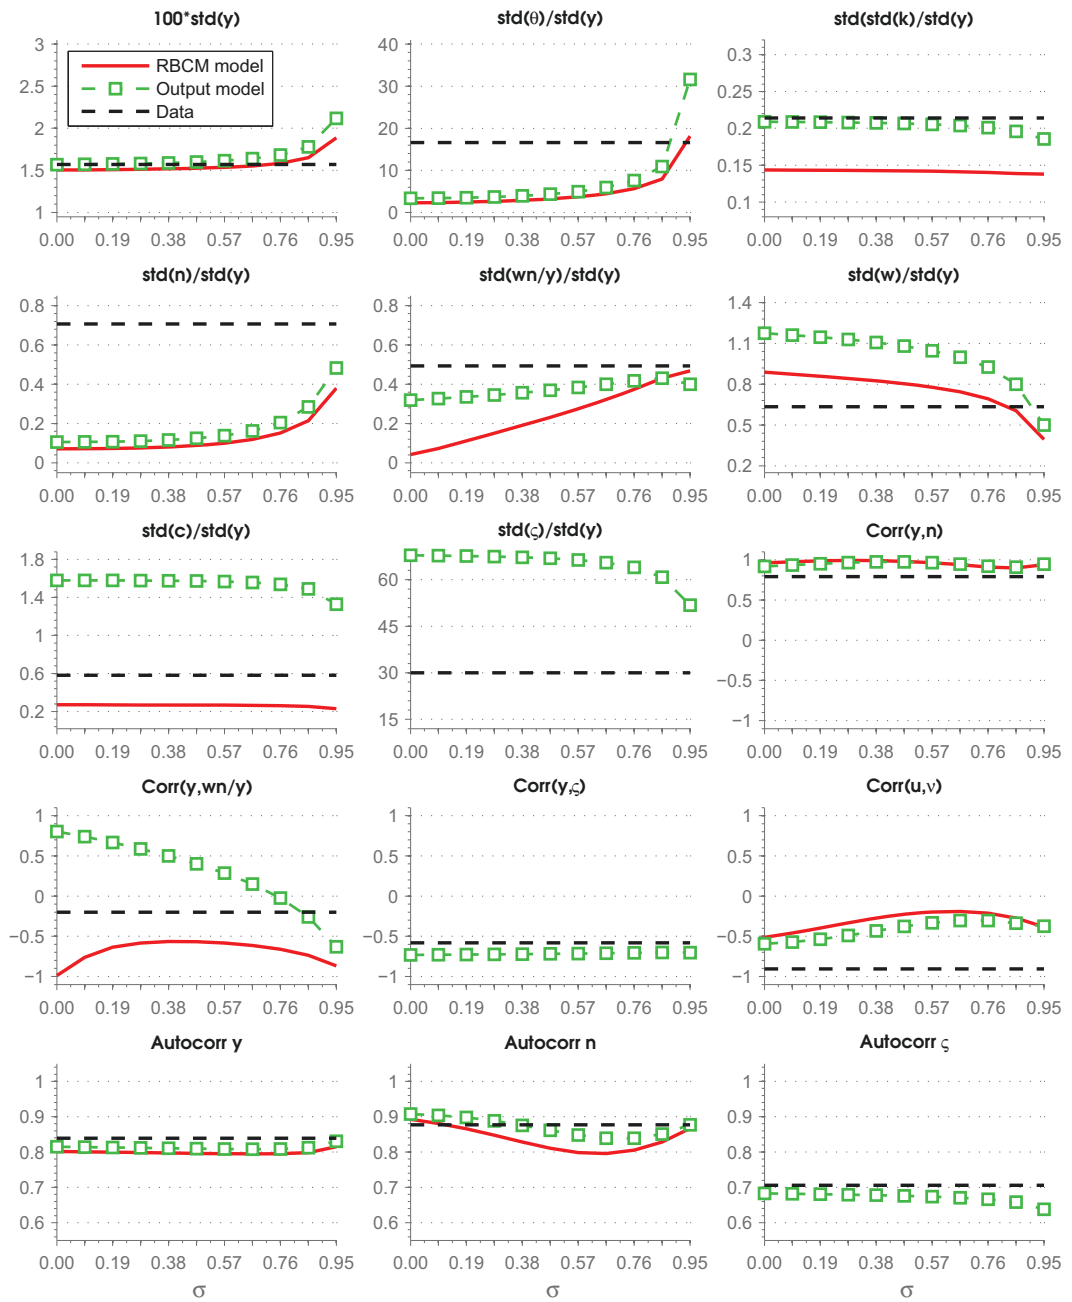 100*std(y) std(θ)/std(y) std(std(k)/std(y)
3 40 0.3
2.5 30 0.25
2 20 0.2
1.5 10 0.15
1 0 0.1
RBCM model
Output model
Data
0.00 0.19 0.38 0.57 0.76 0.95 0.00 0.19 0.38 0.57 0.76 0.95 0.00 0.19 0.38 0.57 0.76 0.95
std(n)/std(y) std(wn/y)/std(y) std(w)/std(y)
0.8 0.8 1.4
0.6 0.6 1.1
0.4 0.4 0.8
0.2 0.2 0.5
0 0 0.2
0.00 0.19 0.38 0.57 0.76 0.95 0.00 0.19 0.38 0.57 0.76 0.95 0.00 0.19 0.38 0.57 0.76 0.95
std(c)/std(y) std(ς)/std(y) Corr(y,n)
1.8 60 1
1.4 45 0.5
1 30 0
0.6 15 −0.5
0.2 −1
0.00 0.19 0.38 0.57 0.76 0.95 0.00 0.19 0.38 0.57 0.76 0.95 0.00 0.19 0.38 0.57 0.76 0.95
Corr(y,wn/y) Corr(y,ς) Corr(u,ν)
1 1 1
0.5 0.5 0.5
0 0 0
−0.5 −0.5 −0.5
−1 −1 −1
0.00 0.19 0.38 0.57 0.76 0.95 0.00 0.19 0.38 0.57 0.76 0.95 0.00 0.19 0.38 0.57 0.76 0.95
Autocorr y Autocorr n Autocorr ς
1 1 1
0.9 0.9 0.9
0.8 0.8 0.8
0.7 0.7 0.7
0.6 0.6 0.6
0.00 0.19 0.38 0.57 0.76 0.95 0.00 0.19 0.38 0.57 0.76 0.95 0.00 0.19 0.38 0.57 0.76 0.95
σ σ σ